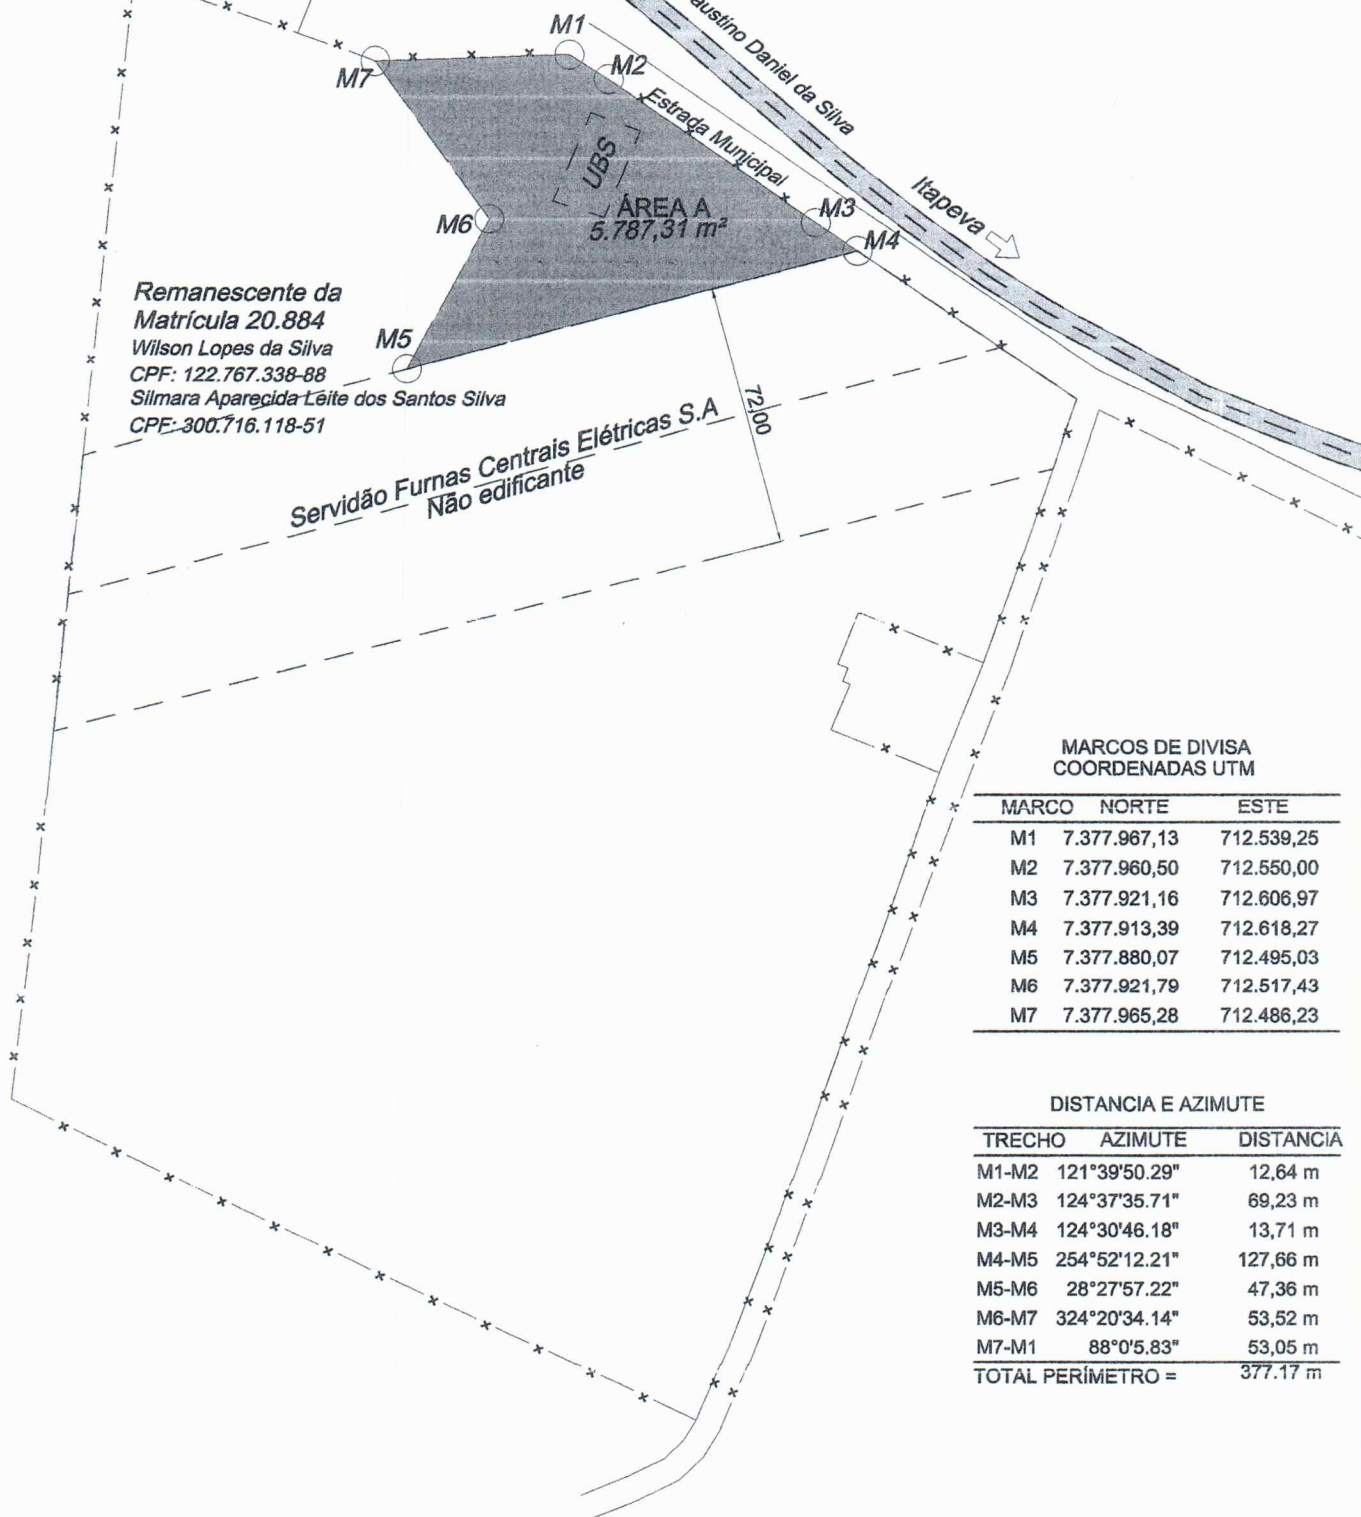 M1
M2
M7
Estrada Municipal
Daniel da Silva
Itapeva
UBS
ÁREA A
5.787,31 m²
M6
M3
M4
M5
Remanescente da
Matrícula 20.884
Wilson Lopes da Silva
CPF: 122.767.338-88
Silmara Aparecida Leite dos Santos Silva
CPF: 300.716.118-51
72,00
Servidão Furnas Centrais Elétricas S.A
Não edificante
MARCOS DE DIVISA
COORDENADAS UTM
MARCO NORTE ESTE
M1 7.377.967,13 712.539,25
M2 7.377.960,50 712.550,00
M3 7.377.921,16 712.606,97
M4 7.377.913,39 712.618,27
M5 7.377.880,07 712.495,03
M6 7.377.921,79 712.517,43
M7 7.377.965,28 712.486,23
DISTANCIA E AZIMUTE
TRECHO AZIMUTE DISTANCIA
M1-M2 121°39'50.29" 12,64 m
M2-M3 124°37'35.71" 69,23 m
M3-M4 124°30'46.18" 13,71 m
M4-M5 254°52'12.21" 127,66 m
M5-M6 28°27'57.22" 47,36 m
M6-M7 324°20'34.14" 53,52 m
M7-M1 88°0'5.83" 53,05 m
TOTAL PERÍMETRO = 377.17 m